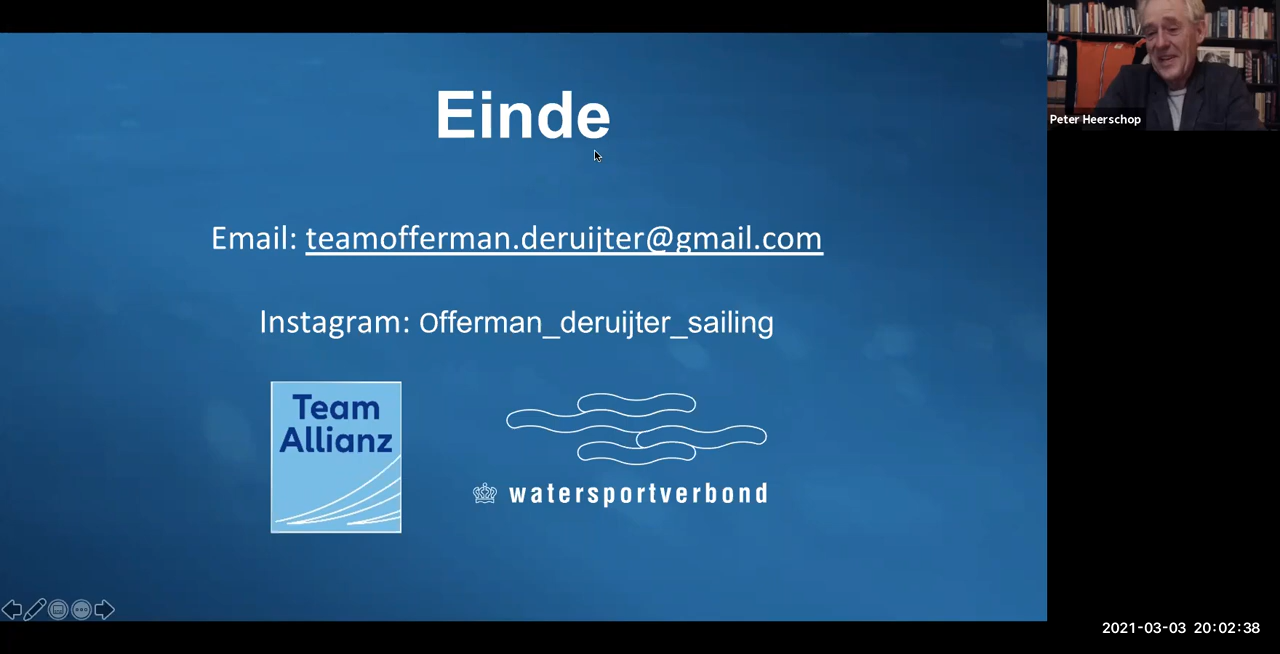 Einde
Email: teamofferman.deruijter@gmail.com
Instagram: Offerman_deruijter_sailing
Team
Allianz
watersportverbond
Peter Heerschop
2021-03-03 20:02:38